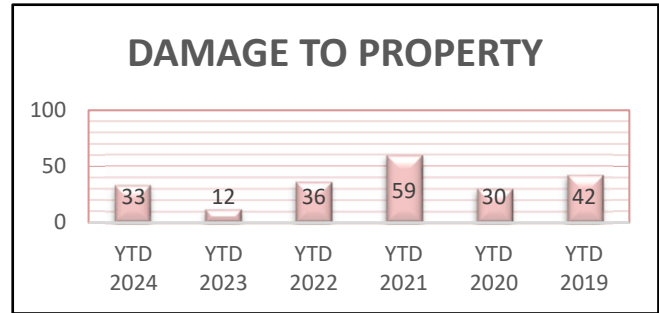 DAMAGE TO PROPERTY
100
50
0
33 12 36 59 30 42
YTD YTD YTD YTD YTD YTD
2024 2023 2022 2021 2020 2019